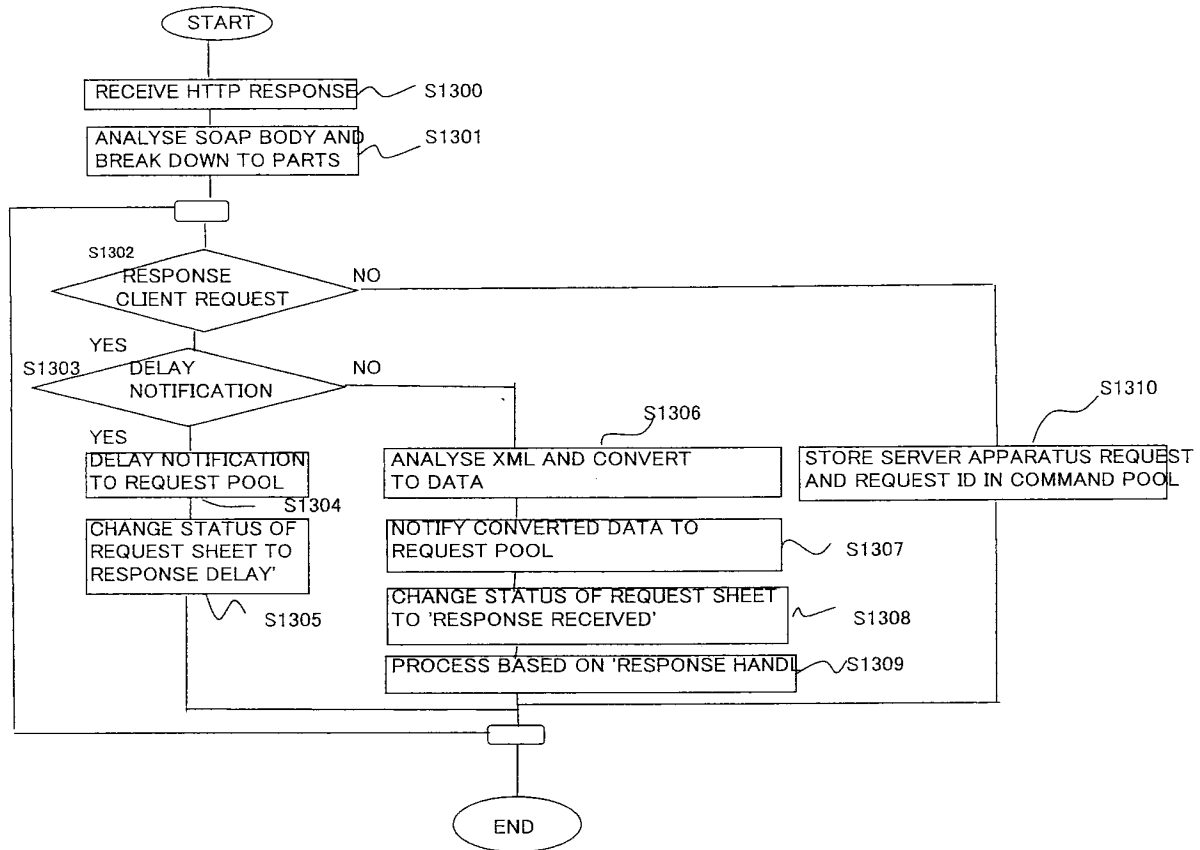 START
RECEIVE HTTP RESPONSE
S1300
ANALYSE SOAP BODY AND
BREAK DOWN TO PARTS
S1301
S1302
RESPONSE
CLIENT REQUEST
NO
YES
S1303
DELAY
NOTIFICATION
NO
YES
DELAY NOTIFICATION
TO REQUEST POOL
S1304
CHANGE STATUS OF
REQUEST SHEET TO
RESPONSE DELAY'
S1305
S1306
ANALYSE XML AND CONVERT
TO DATA
NOTIFY CONVERTED DATA TO
REQUEST POOL
S1307
CHANGE STATUS OF REQUEST SHEET
TO 'RESPONSE RECEIVED'
S1308
PROCESS BASED ON 'RESPONSE HANDL
S1309
S1310
STORE SERVER APPARATUS REQUEST
AND REQUEST ID IN COMMAND POOL
END